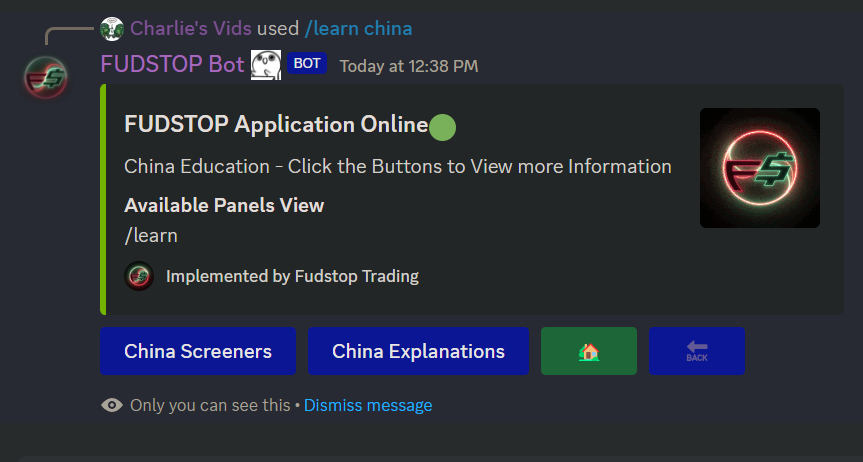 Charlie's Vids used /learn china
FUDSTOP Bot BOT Today at 12:38 PM
FUDSTOP Application Online
China Education - Click the Buttons to View more Information
Available Panels View
/learn
Implemented by Fudstop Trading
China Screeners China Explanations BACK
Only you can see this • Dismiss message
F$